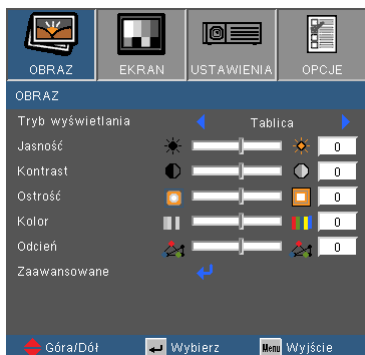 OBRAZ EKRAN USTAWIENIA OPCJE
OBRAZ
Tryb wyświetlania Tablica
Jasność 0
Kontrast 0
Ostrość 0
Kolor 0
Odcień 0
Zaawansowane
Góra/Dół Wybierz Menu Wyjście